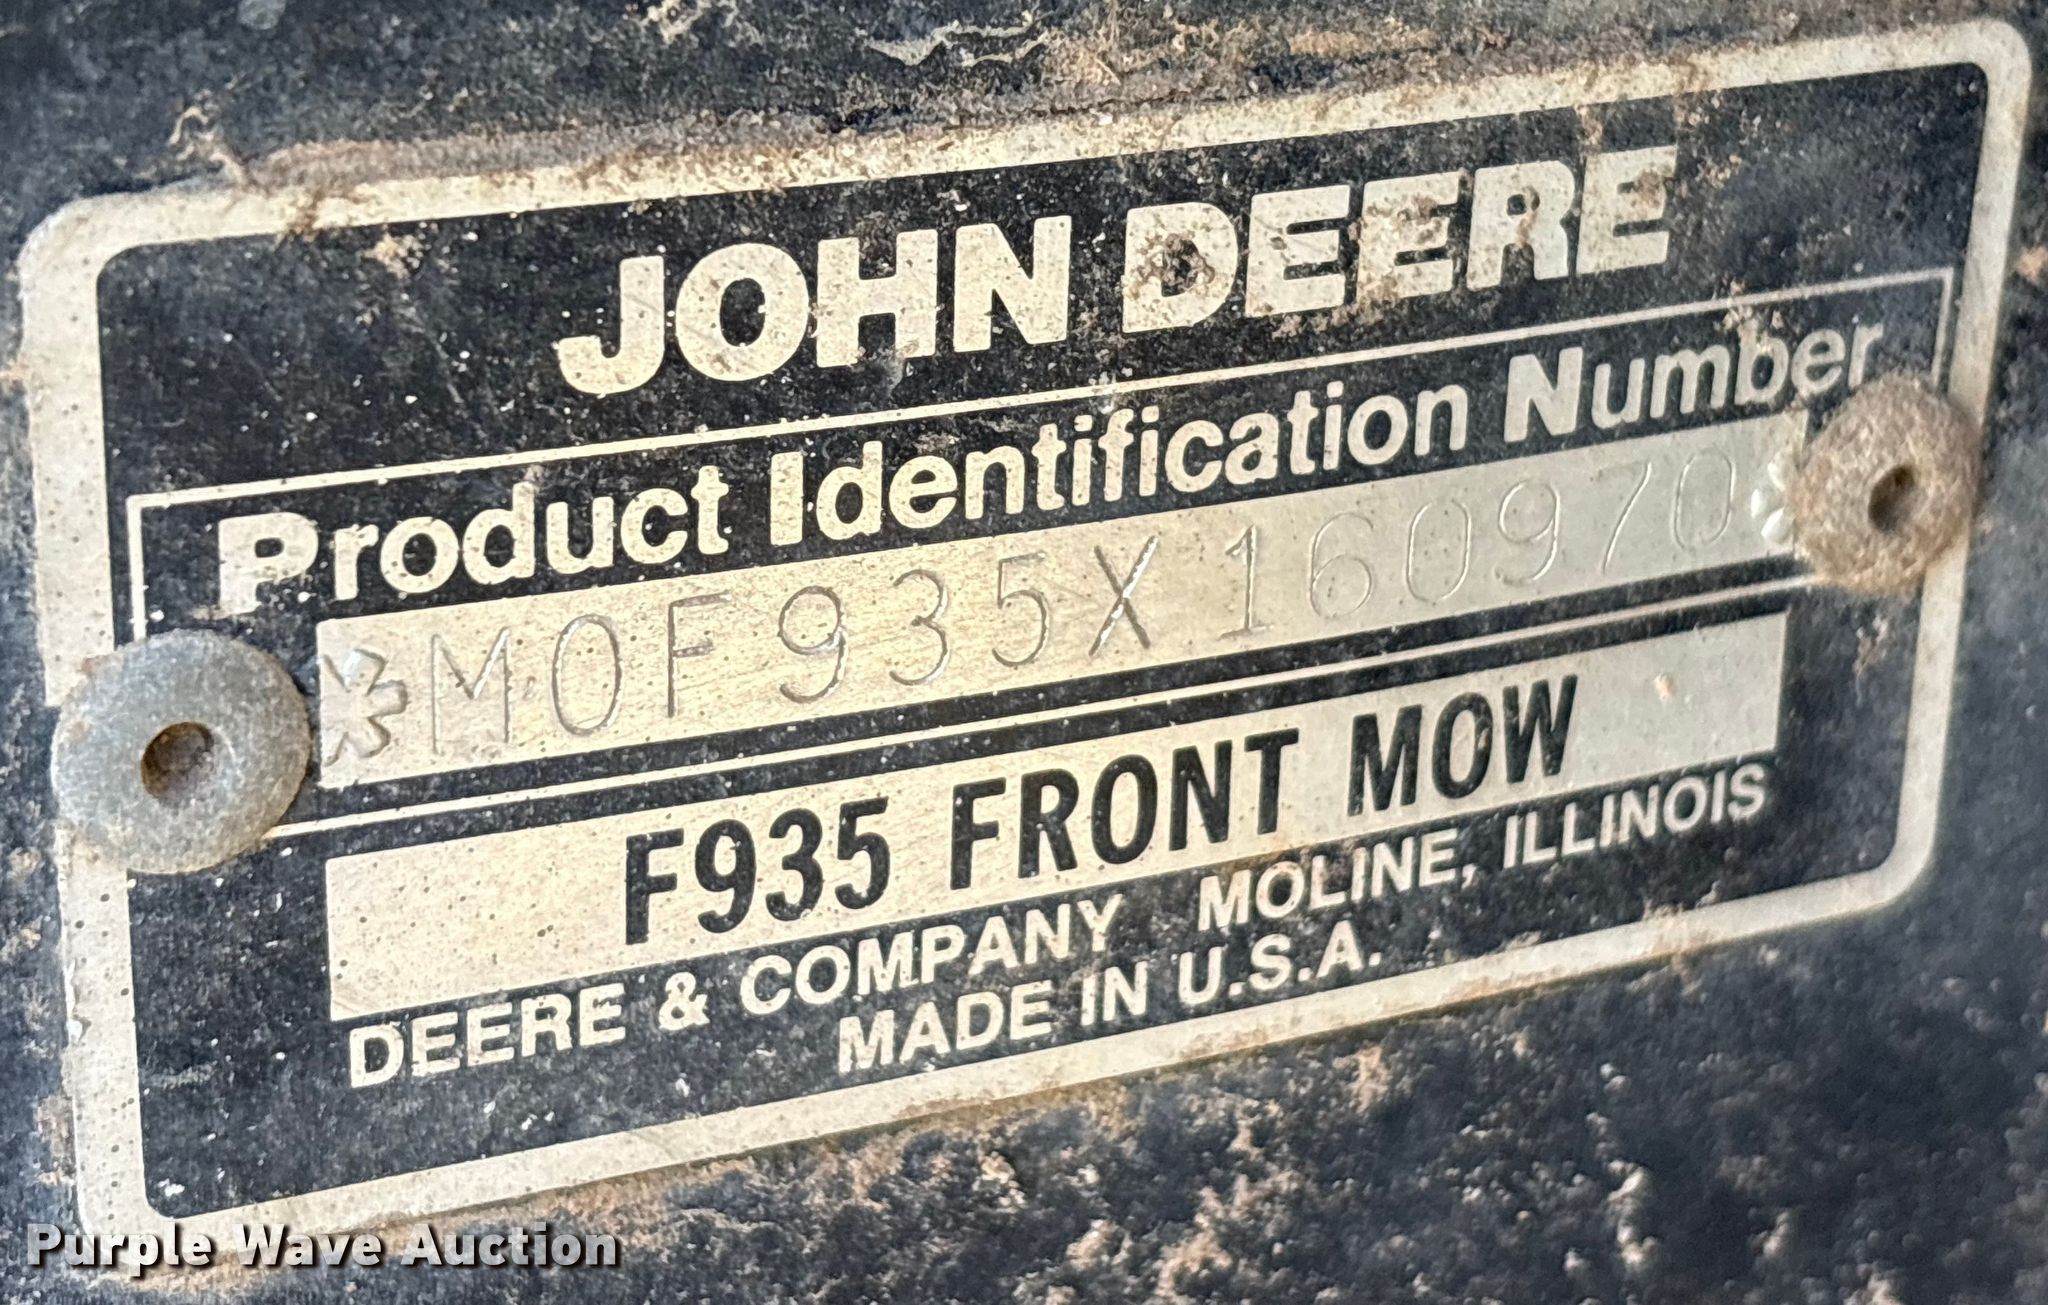 JOHN DEERE
Product Identification Number
*M0F935X160970*
F935 FRONT MOW
DEERE & COMPANY MOLINE, ILLINOIS
MADE IN U.S.A.
Purple Wave Auction